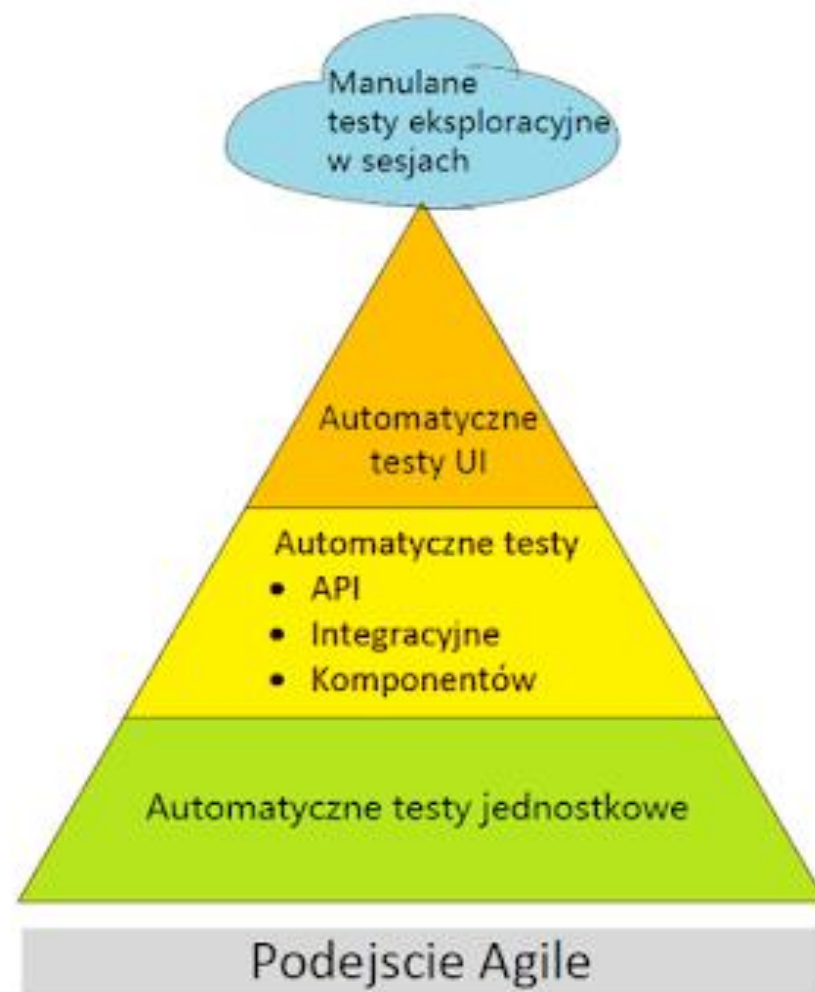 Manulane
testy eksploracyjne
w sesjach
Automatyczne
testy UI
Automatyczne testy
• API
• Integracyjne
• Komponentów
Automatyczne testy jednostkowe
Podejscie Agile